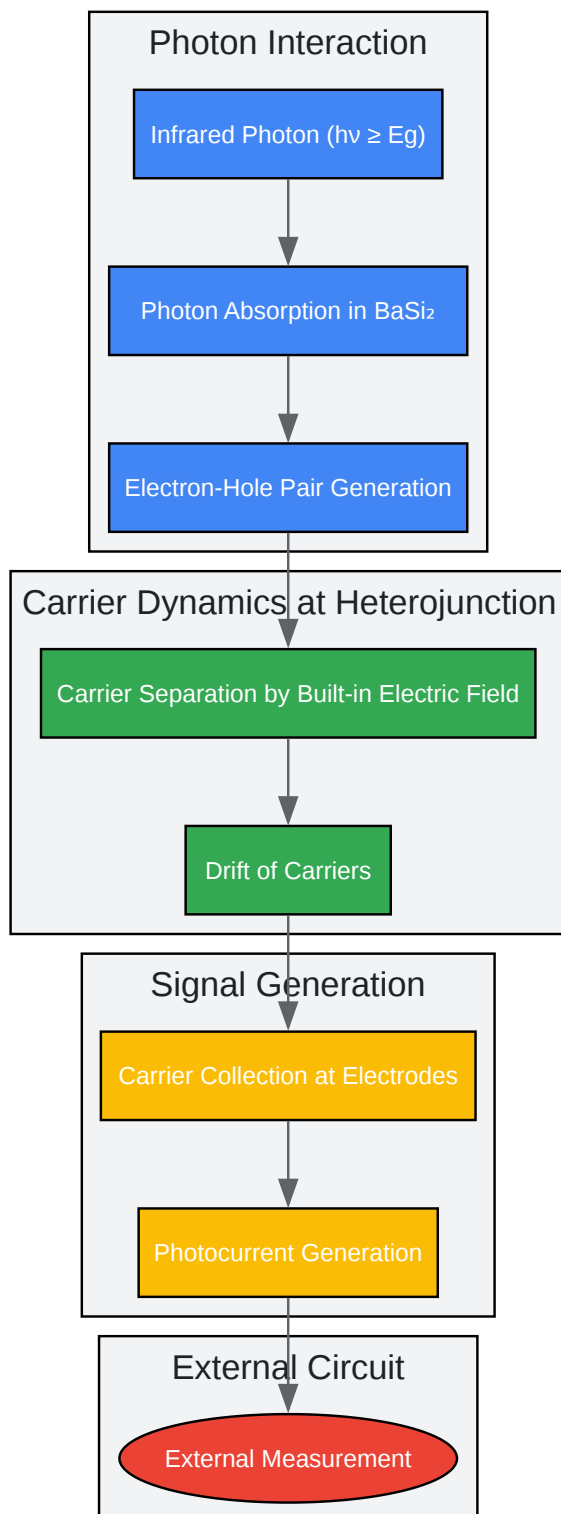 Photon Interaction
Infrared Photon (hν ≥ Eg)
Photon Absorption in BaSi₂
Electron-Hole Pair Generation
Carrier Dynamics at Heterojunction
Carrier Separation by Built-in Electric Field
Drift of Carriers
Signal Generation
Carrier Collection at Electrodes
Photocurrent Generation
External Circuit
External Measurement